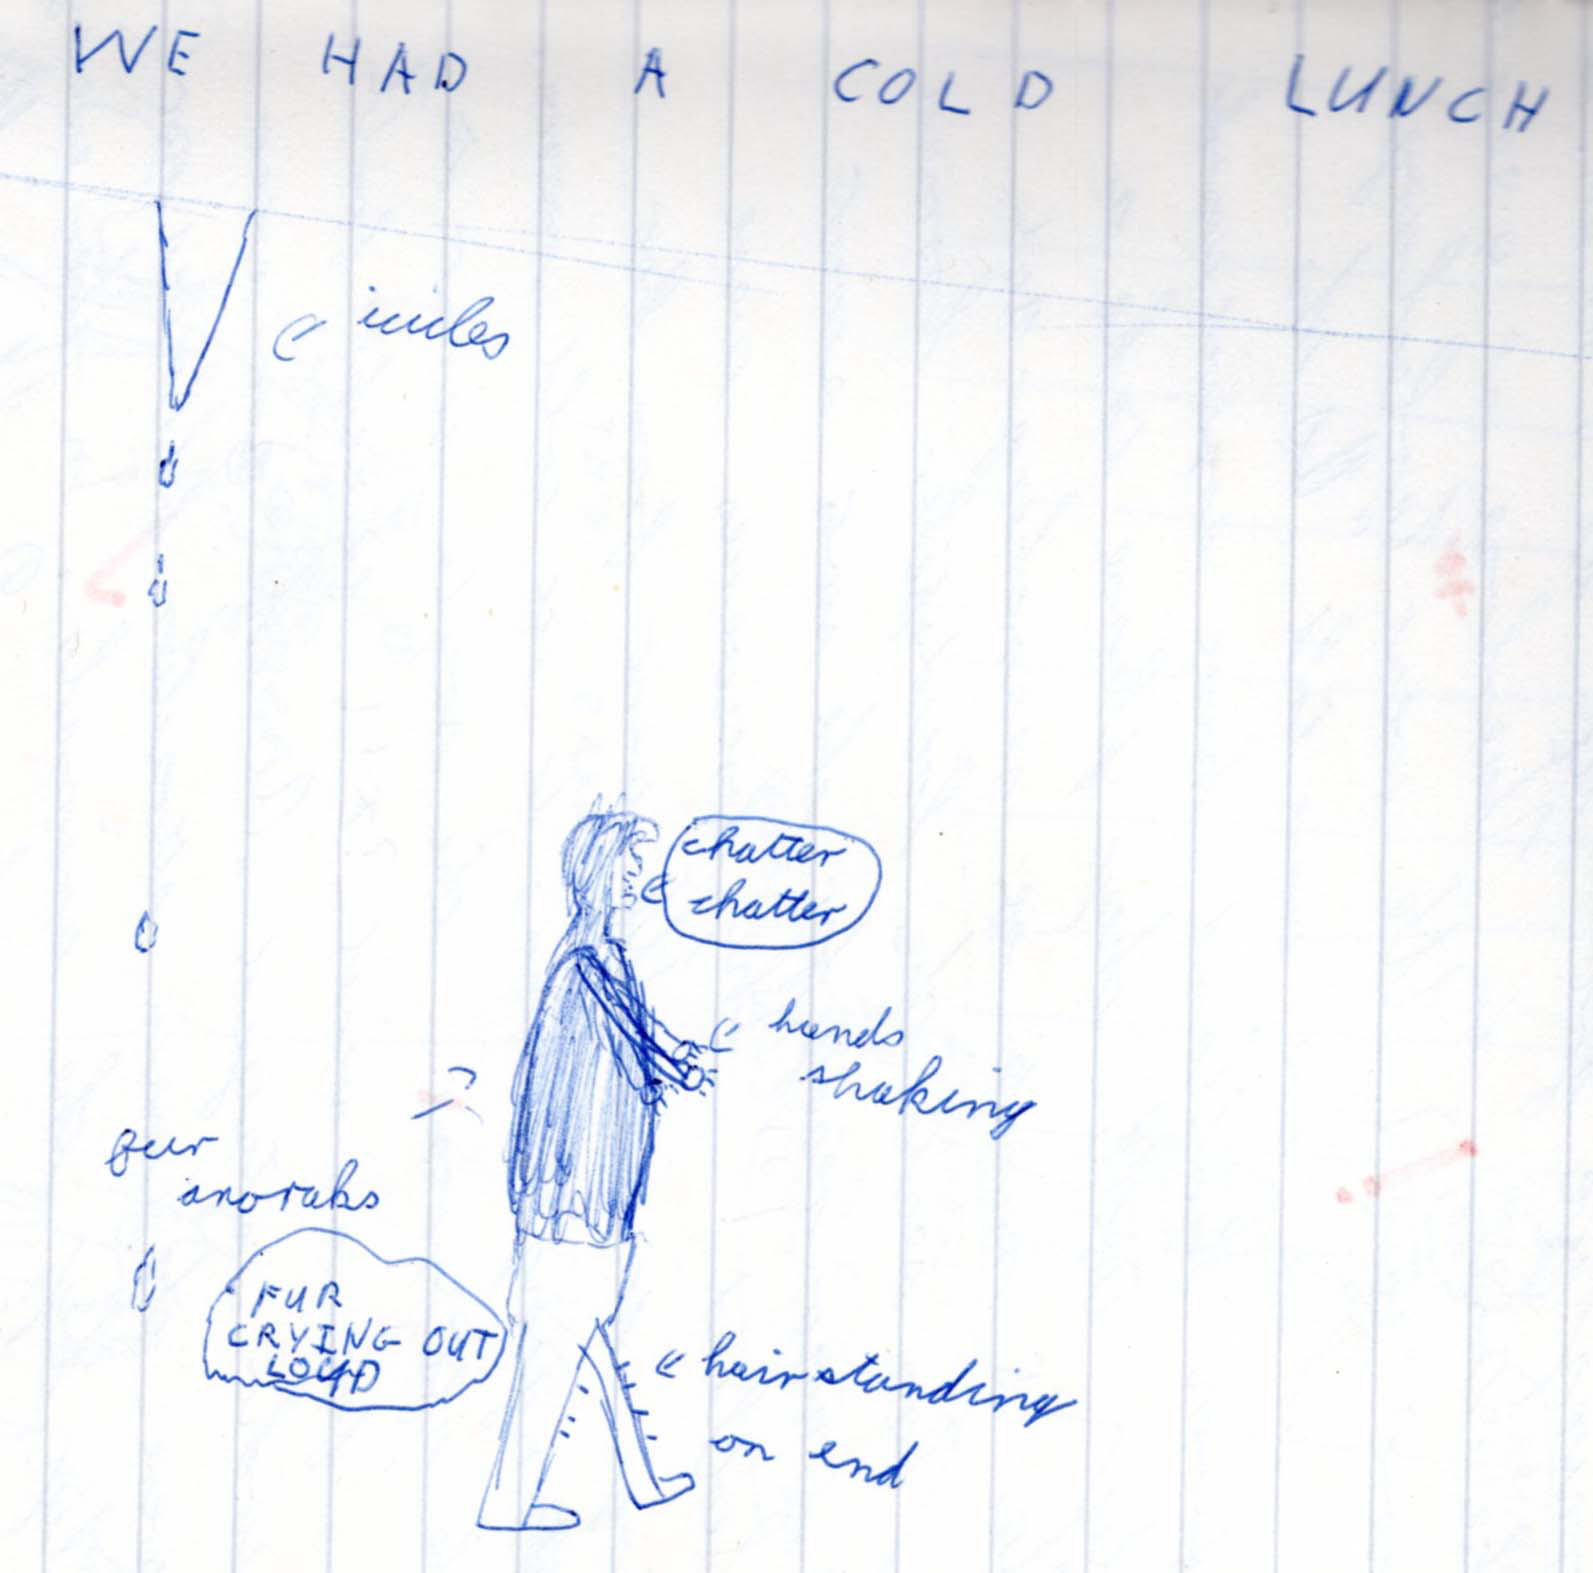 WE HAD A COLD LUNCH
icicles
chatter
chatter
hands
shaking
fur
anoraks
FUR
CRYING OUT
LOUD
hair standing
on end